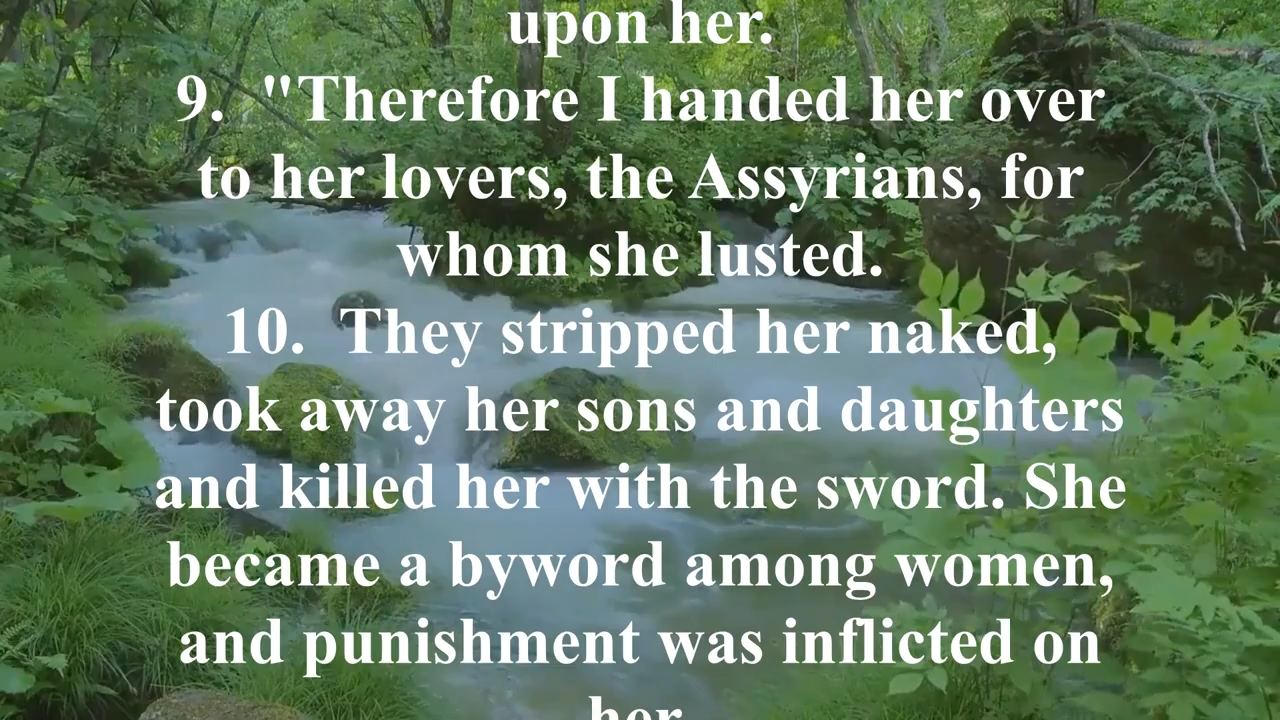 upon her.
9. "Therefore I handed her over
to her lovers, the Assyrians, for
whom she lusted.
10. They stripped her naked,
took away her sons and daughters
and killed her with the sword. She
became a byword among women,
and punishment was inflicted on
her.